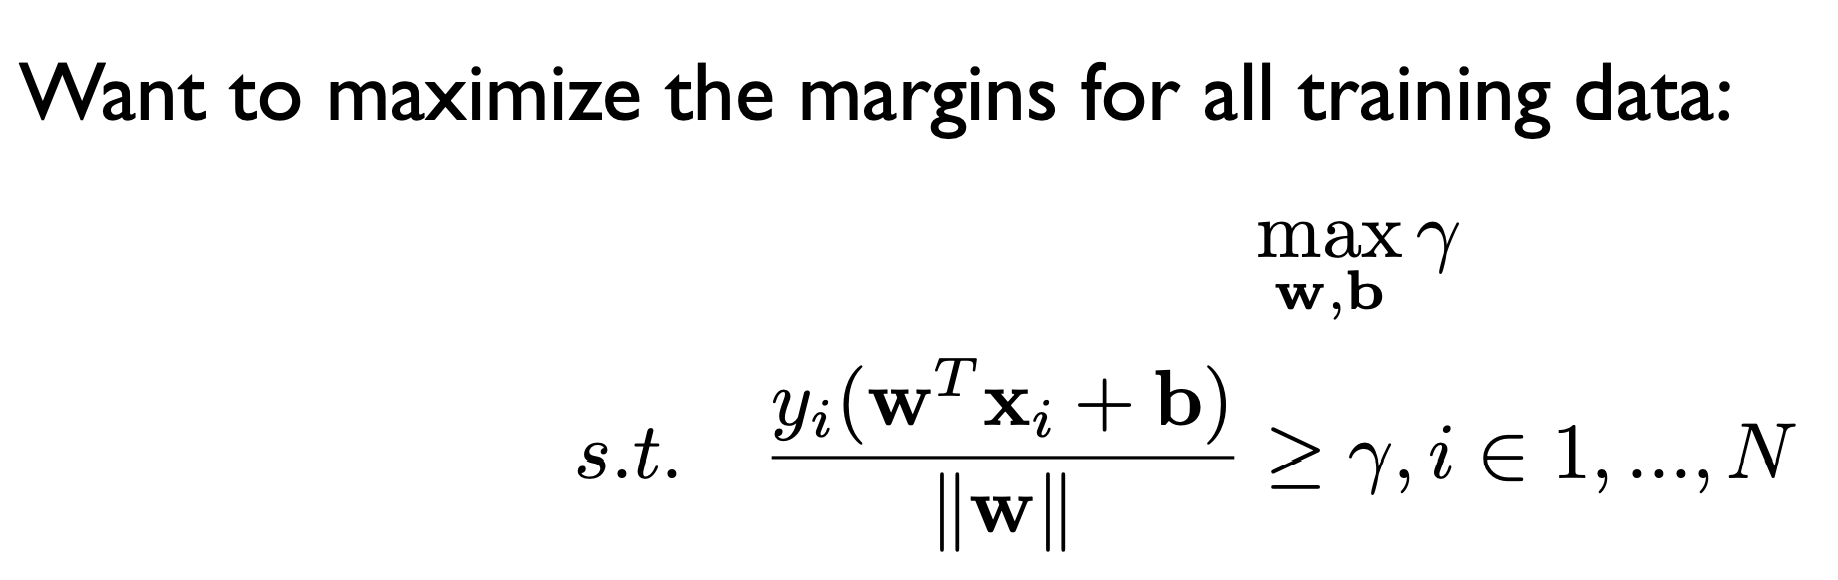 Want to maximize the margins for all training data:
max γ
w,b
s.t. yᵢ(wᵀxᵢ + b) / ‖w‖ ≥ γ, i ∈ 1, ..., N